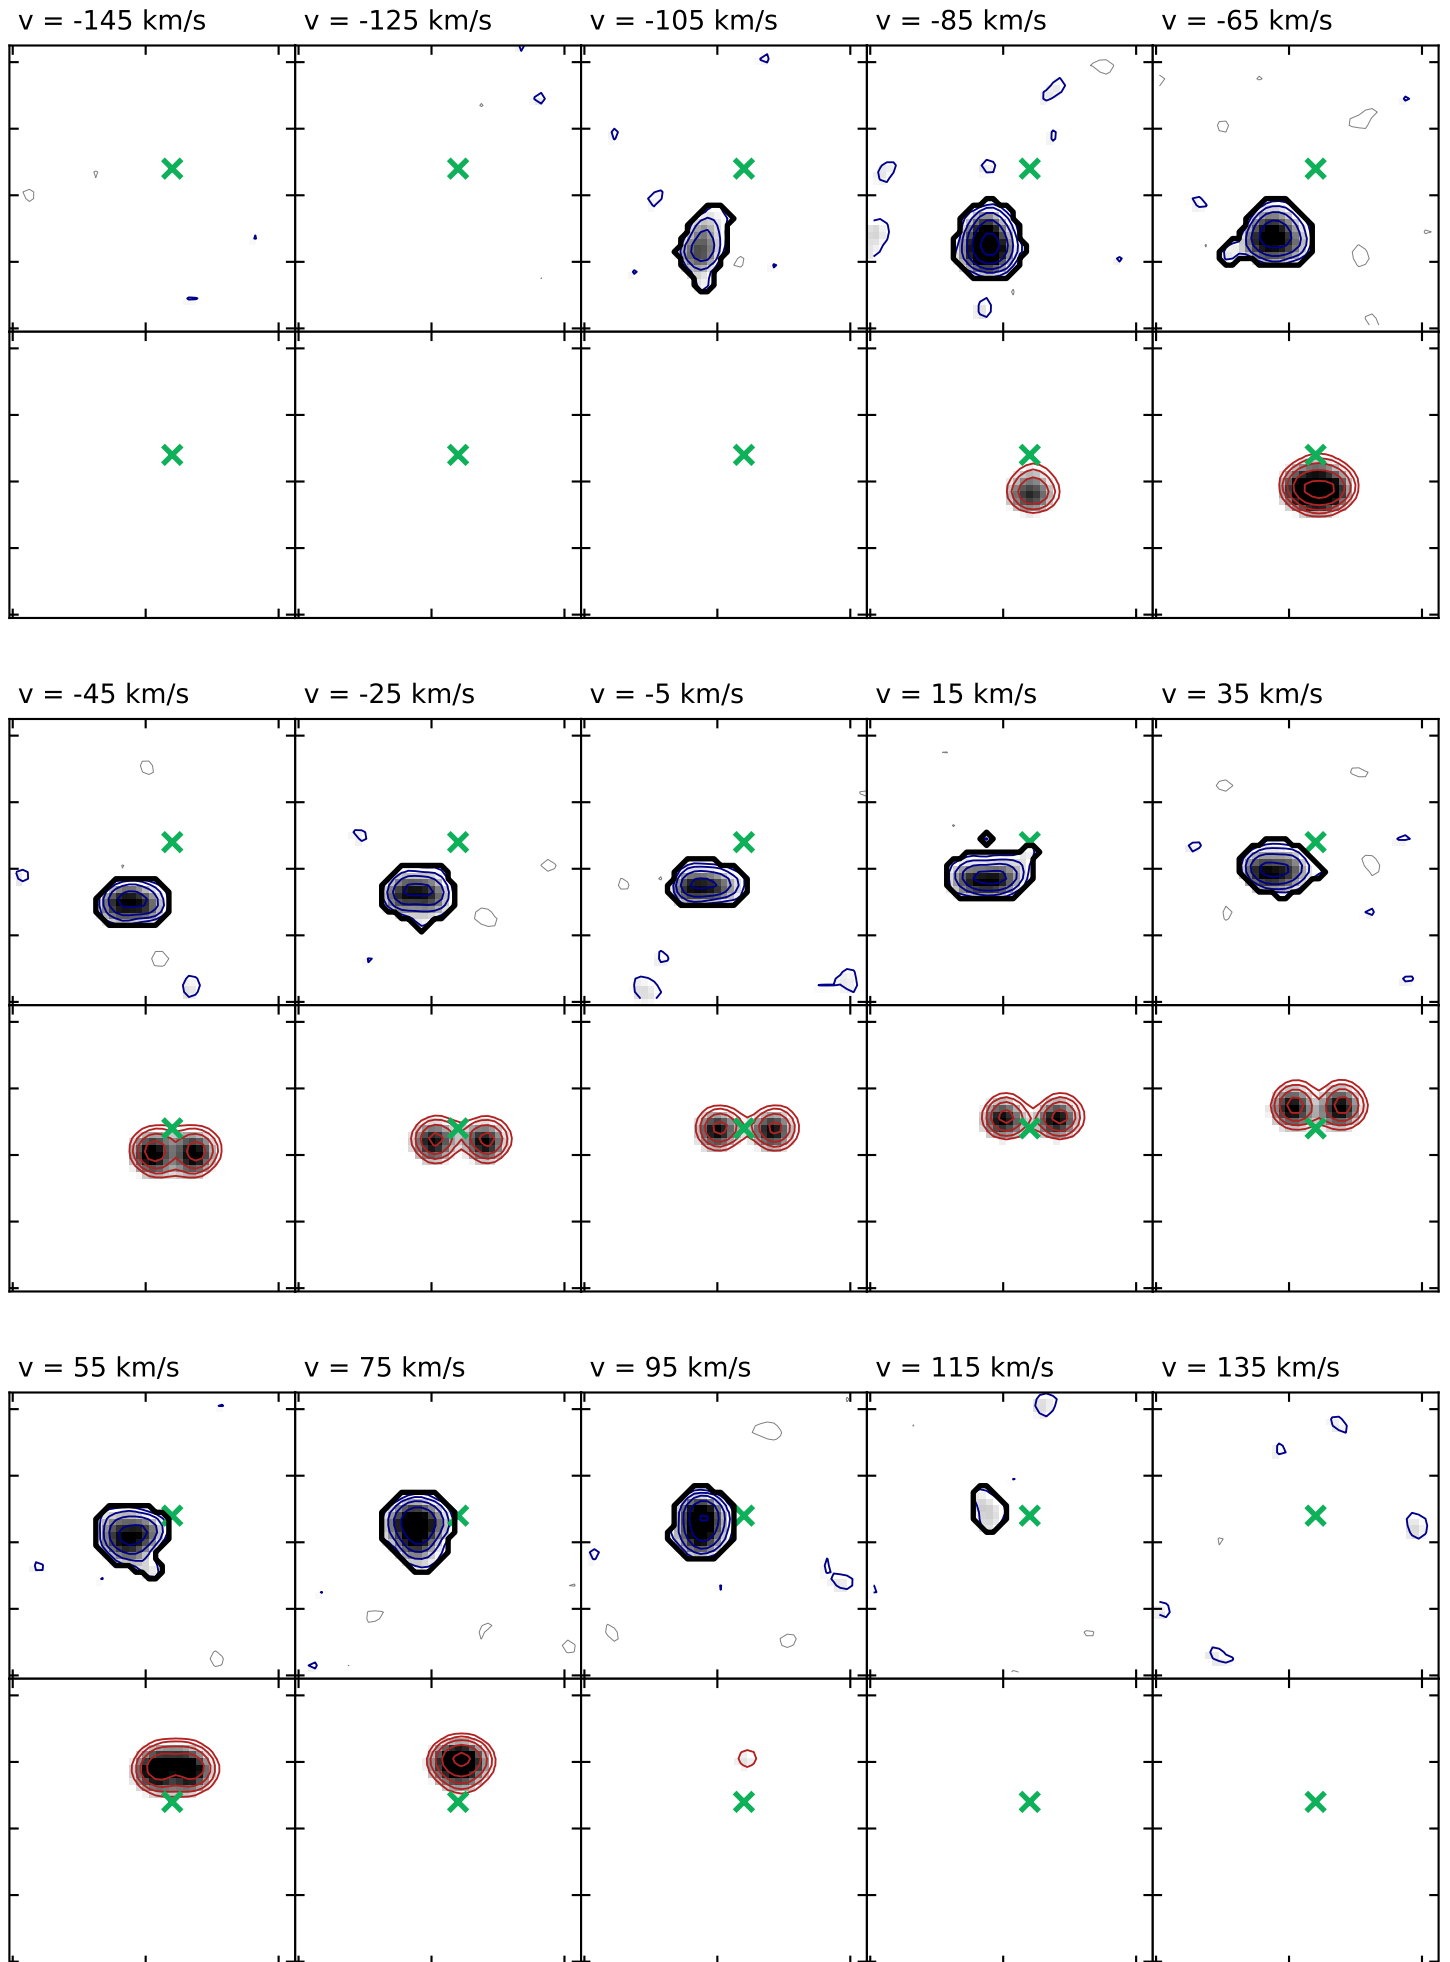 v = -145 km/s
v = -125 km/s
v = -105 km/s
v = -85 km/s
v = -65 km/s
v = -45 km/s
v = -25 km/s
v = -5 km/s
v = 15 km/s
v = 35 km/s
v = 55 km/s
v = 75 km/s
v = 95 km/s
v = 115 km/s
v = 135 km/s